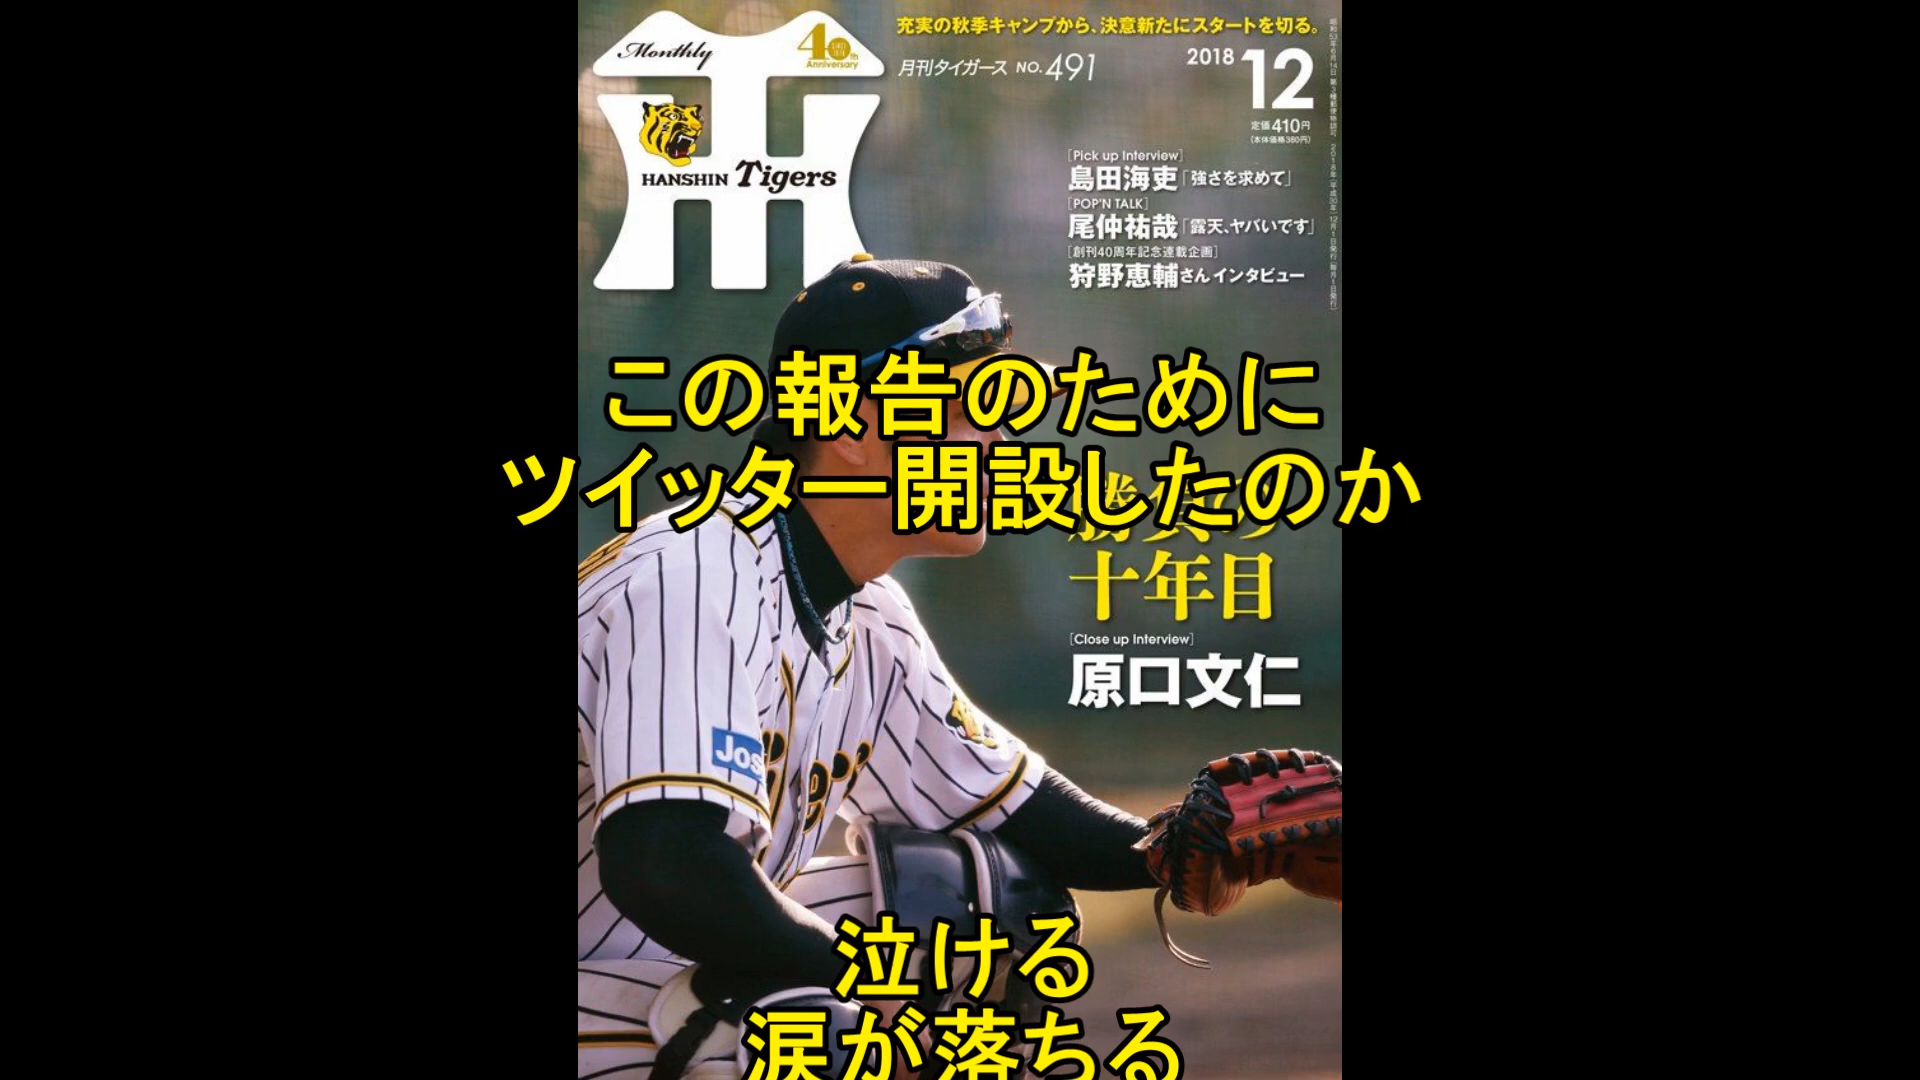 Monthly
40th
Anniversary
HANSHIN Tigers
充実の秋季キャンプから、決意新たにスタートを切る。
月刊タイガース NO.491
2018 12
定価410円
(本体価格380円)
[Pick up Interview]
島田海吏「強さを求めて」
[POP'N TALK]
尾仲祐哉「露天、ヤバいです」
[創刊40周年記念連載企画]
狩野恵輔さんインタビュー
この報告のために
ツイッター開設したのか
勝負の
十年目
[Close up Interview]
原口文仁
Jos
泣ける
涙が落ちる